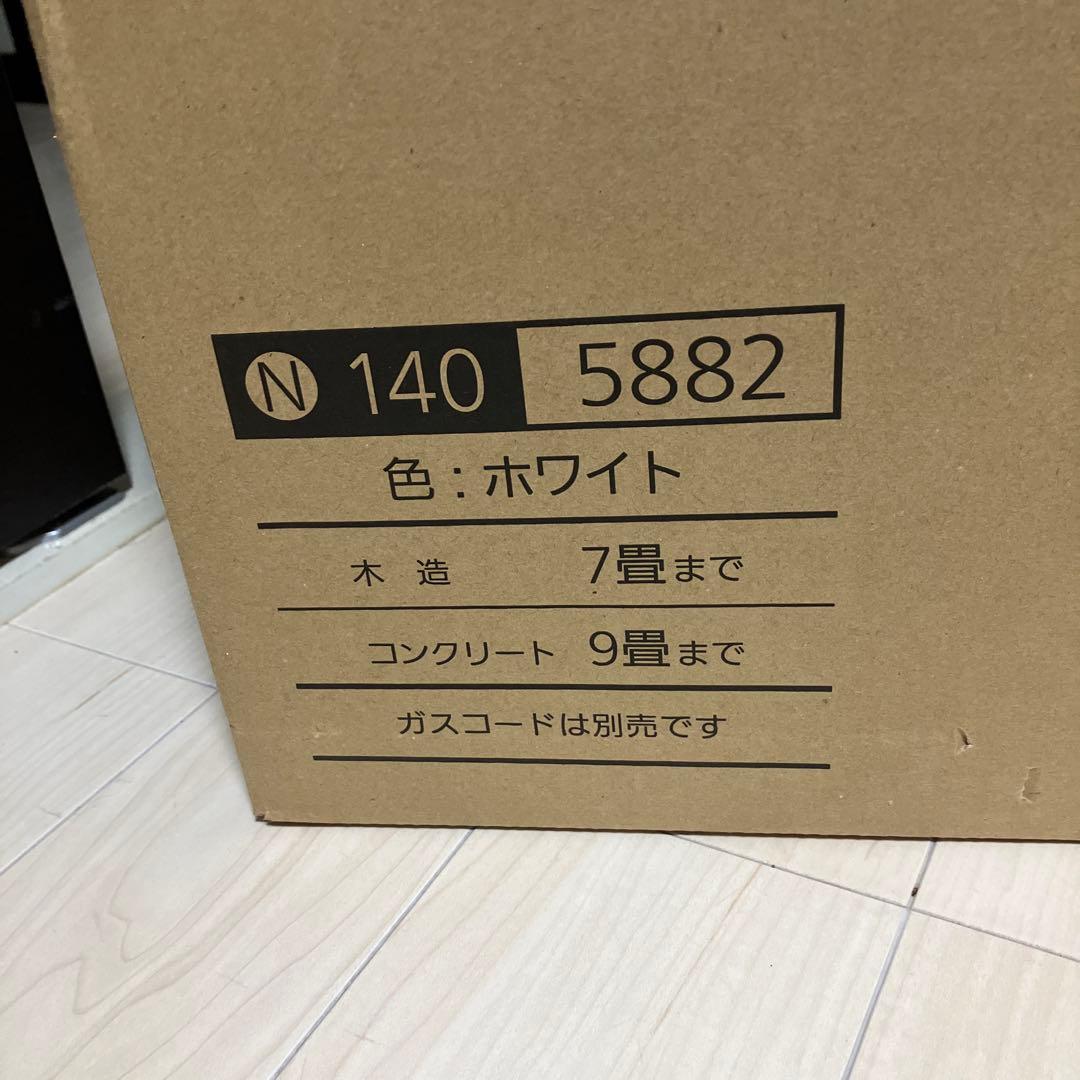 Ⓝ 140 5882
色:ホワイト
木 造 7畳まで
コンクリート 9畳まで
ガスコードは別売です